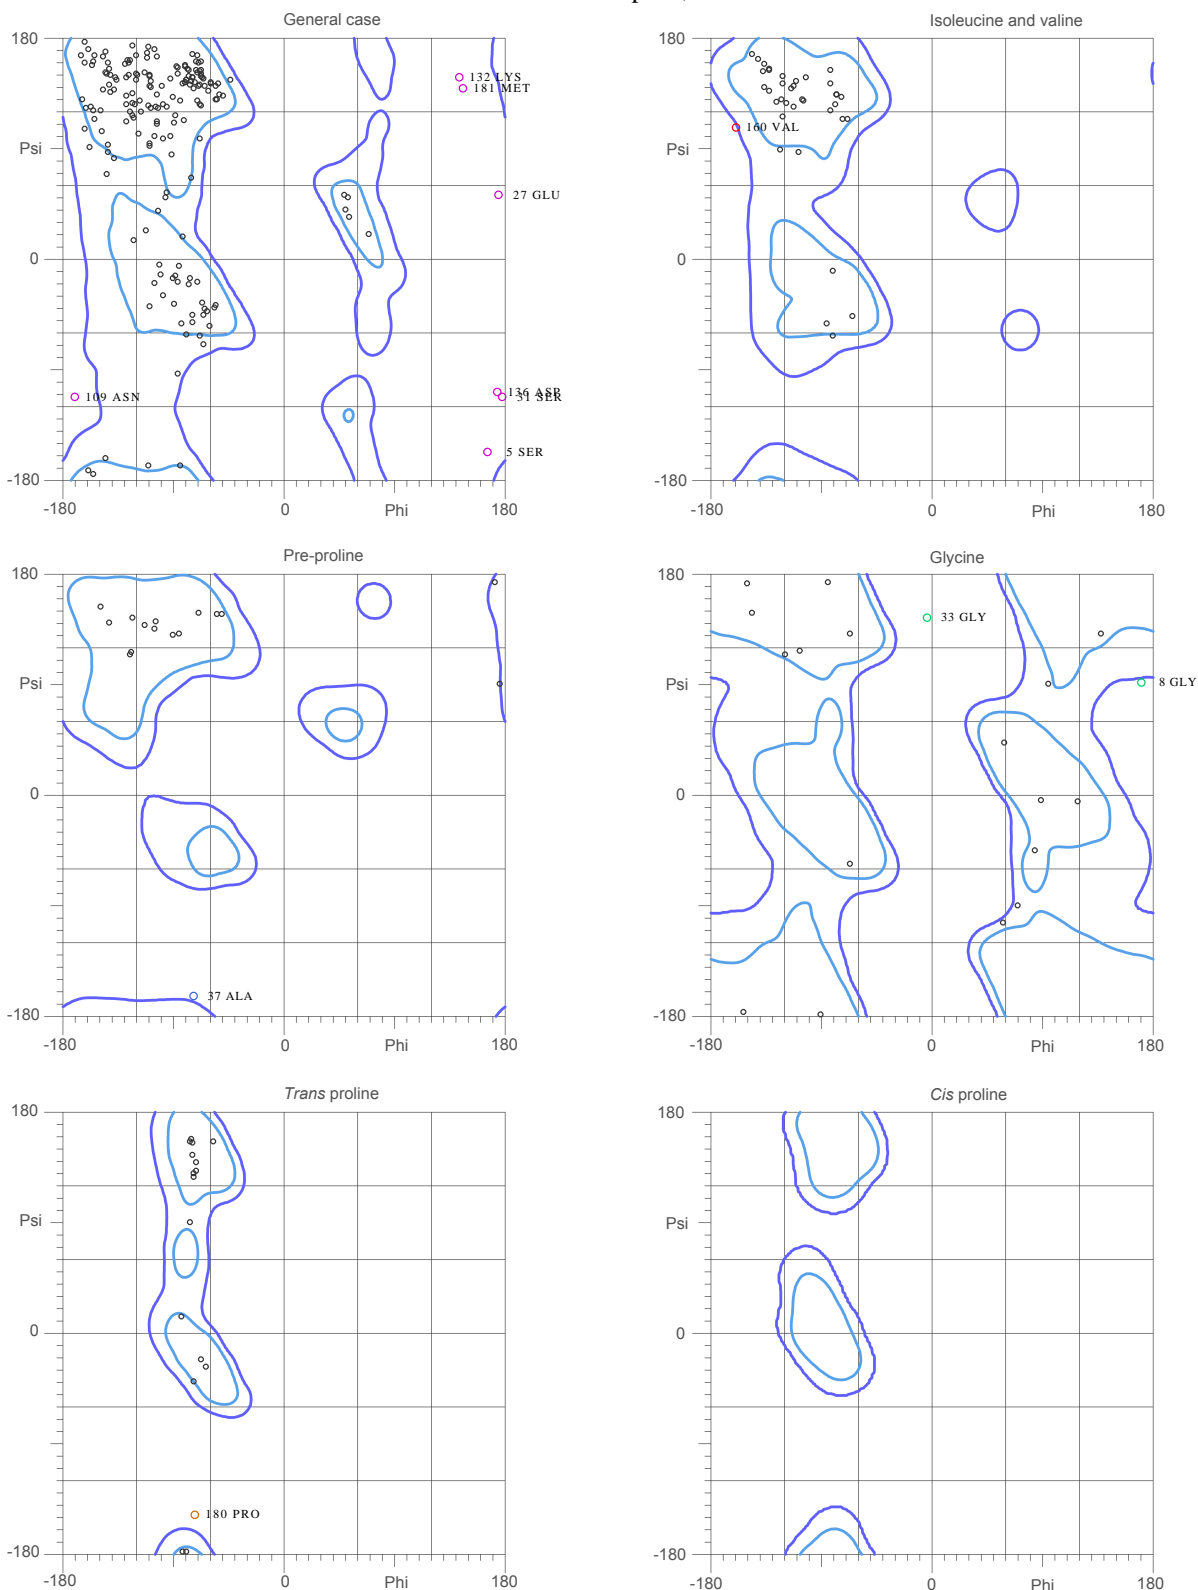 General case
180
Psi
0
-180
-180
0
Phi
180
132 LYS
181 MET
27 GLU
109 ASN
136 ASP
31 SER
5 SER
Isoleucine and valine
180
Psi
0
-180
-180
0
Phi
180
160 VAL
Pre-proline
180
Psi
0
-180
-180
0
Phi
180
37 ALA
Glycine
180
Psi
0
-180
-180
0
Phi
180
33 GLY
8 GLY
Trans proline
180
Psi
0
-180
-180
0
Phi
180
180 PRO
Cis proline
180
Psi
0
-180
-180
0
Phi
180